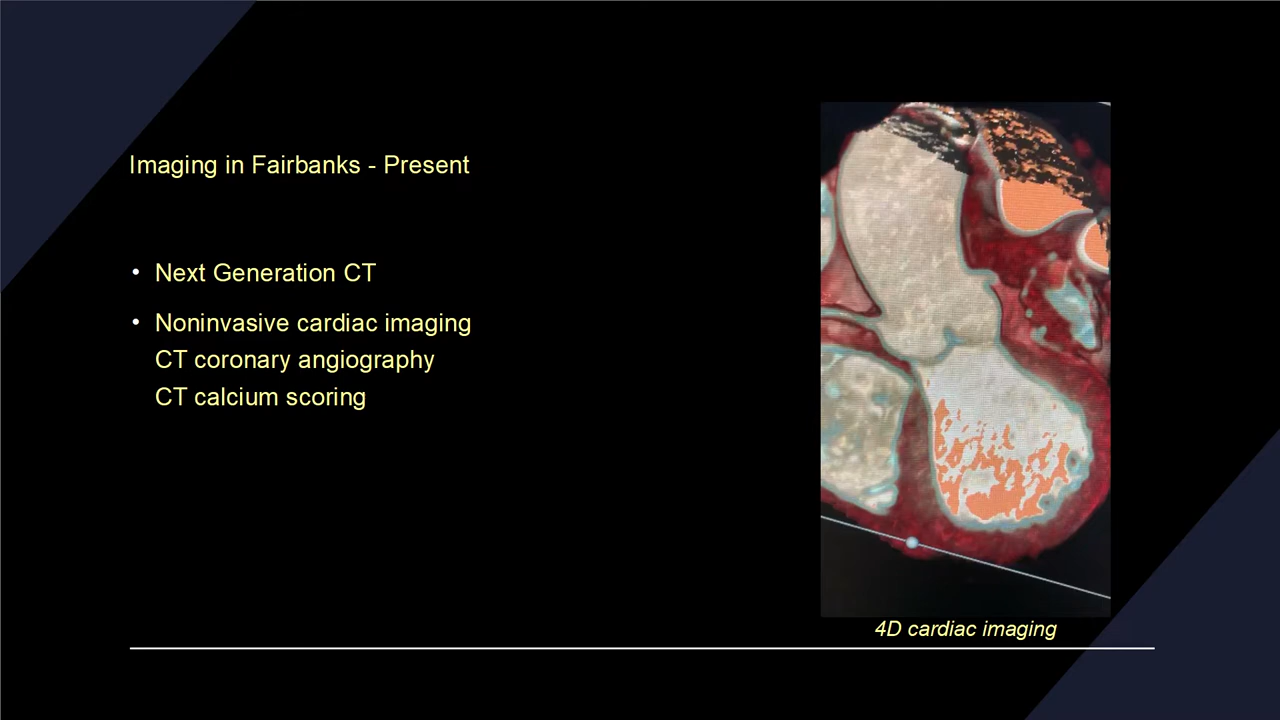 Imaging in Fairbanks - Present
• Next Generation CT
• Noninvasive cardiac imaging
CT coronary angiography
CT calcium scoring
4D cardiac imaging